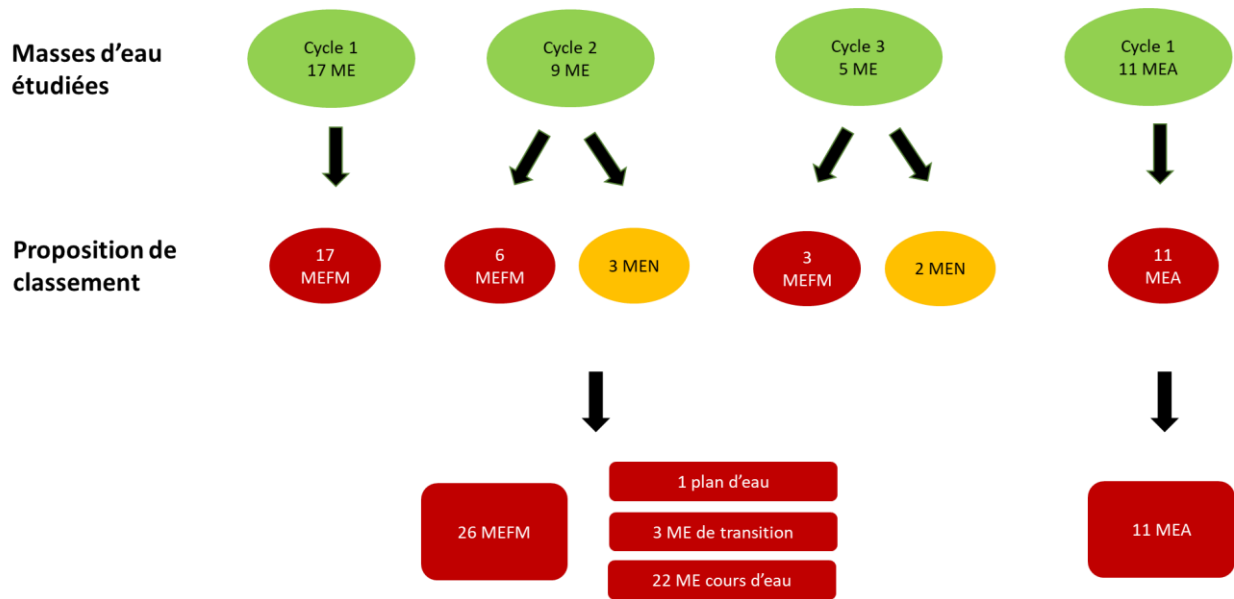 Masses d'eau
étudiées
Cycle 1
17 ME
Cycle 2
9 ME
Cycle 3
5 ME
Cycle 1
11 MEA
Proposition de
classement
17
MEFM
6
MEFM
3 MEN
3
MEFM
2 MEN
11
MEA
26 MEFM
1 plan d'eau
3 ME de transition
22 ME cours d'eau
11 MEA